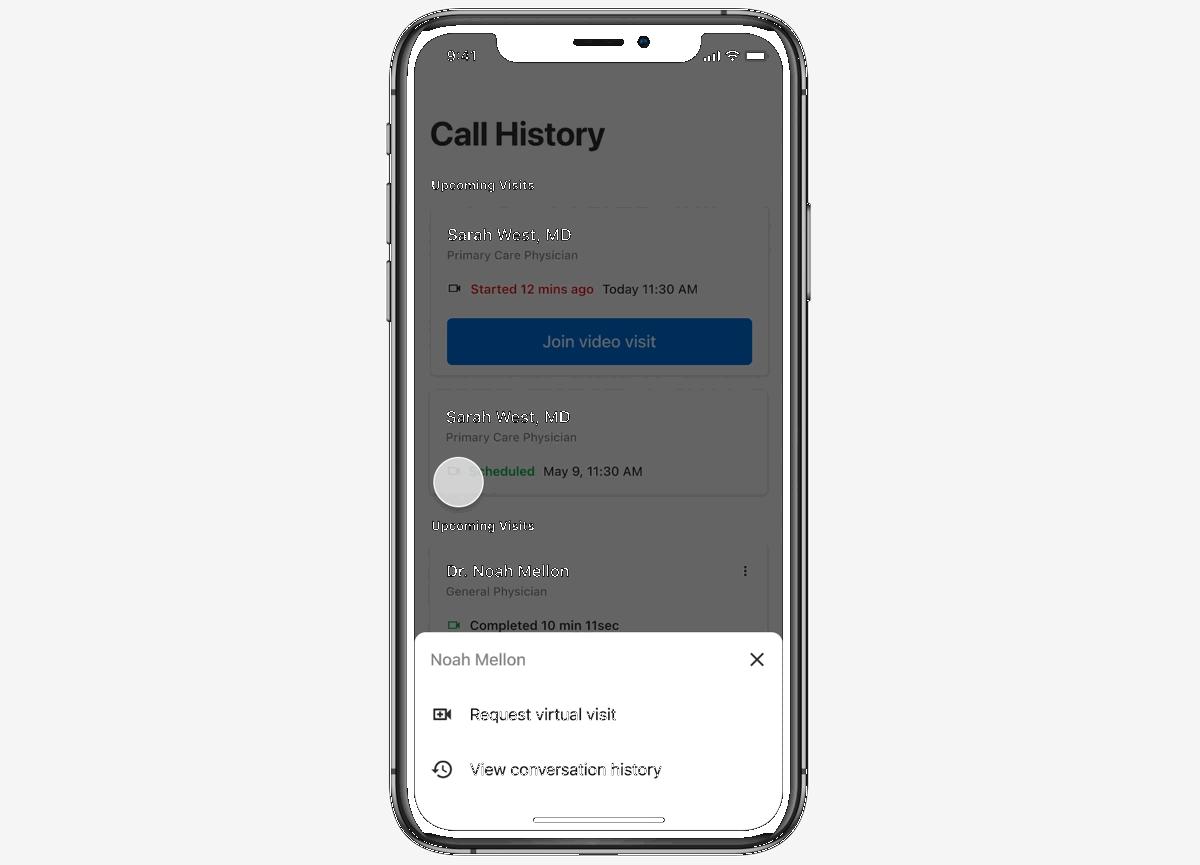 9:41
Call History
Upcoming Visits
Sarah West, MD
Primary Care Physician
Started 12 mins ago Today 11:30 AM
Join video visit
Sarah West, MD
Primary Care Physician
Scheduled May 9, 11:30 AM
Upcoming Visits
Dr. Noah Mellon
General Physician
Completed 10 min 11sec
Noah Mellon
Request virtual visit
View conversation history